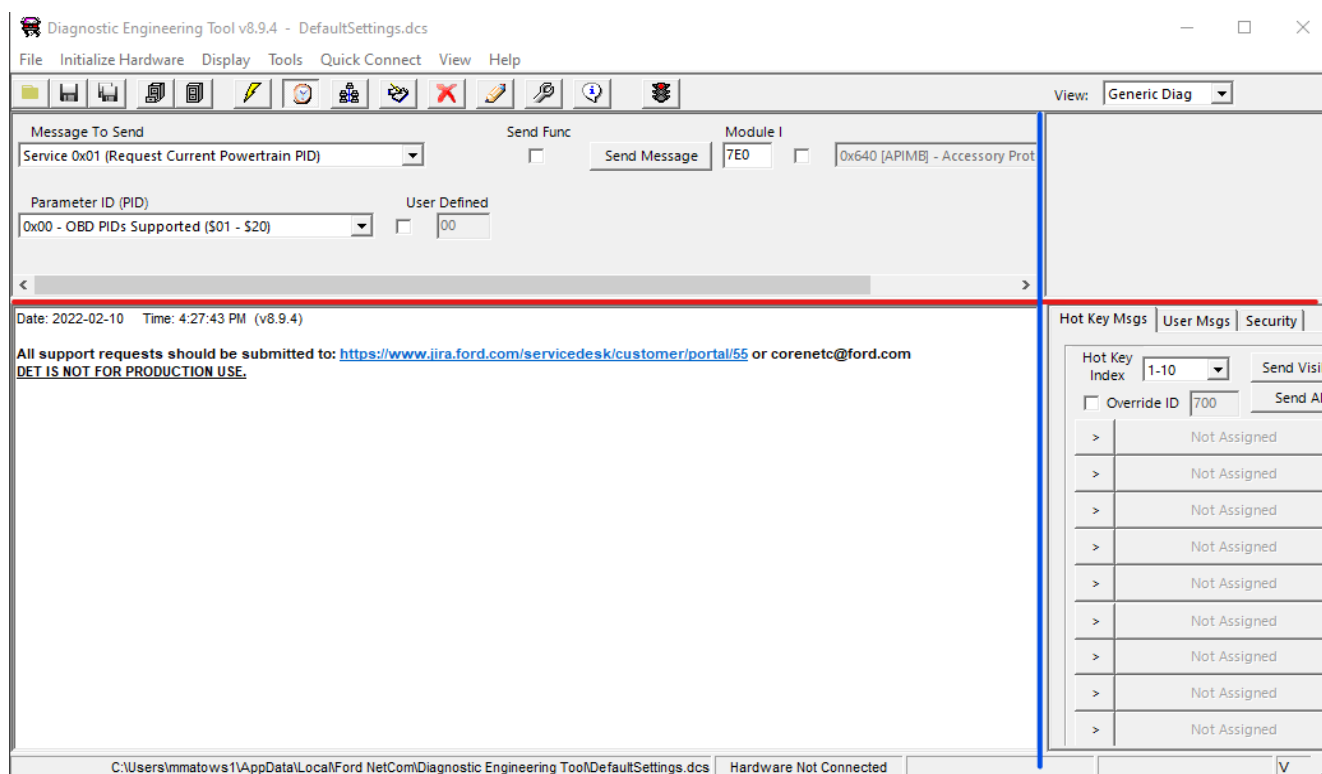 Diagnostic Engineering Tool v8.9.4 - DefaultSettings.dcs
File Initialize Hardware Display Tools Quick Connect View Help
View: Generic Diag
Message To Send Send Func Module I
Service 0x01 (Request Current Powertrain PID) Send Message 7E0 0x640 [APIMB] - Accessory Prot
Parameter ID (PID) User Defined
0x00 - OBD PIDs Supported ($01 - $20) 00
Date: 2022-02-10 Time: 4:27:43 PM (v8.9.4)
All support requests should be submitted to: https://www.jira.ford.com/servicedesk/customer/portal/55 or corenetc@ford.com
DET IS NOT FOR PRODUCTION USE.
Hot Key Msgs User Msgs Security
Hot Key
Index 1-10 Send Visi
Override ID 700 Send Al
> Not Assigned
> Not Assigned
> Not Assigned
> Not Assigned
> Not Assigned
> Not Assigned
> Not Assigned
> Not Assigned
> Not Assigned
C:\Users\mmatows1\AppData\Local\Ford NetCom\Diagnostic Engineering Tool\DefaultSettings.dcs Hardware Not Connected V